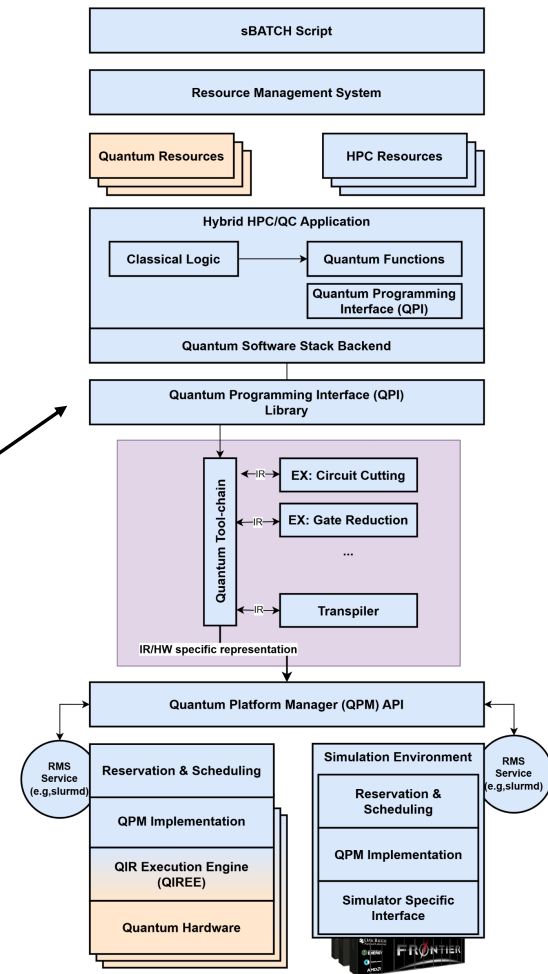 sBATCH Script
Resource Management System
Quantum Resources
HPC Resources
Hybrid HPC/QC Application
Classical Logic
Quantum Functions
Quantum Programming
Interface (QPI)
Quantum Software Stack Backend
Quantum Programming Interface (QPI)
Library
Quantum Tool-chain
IR
EX: Circuit Cutting
IR
EX: Gate Reduction
...
IR
Transpiler
IR/HW specific representation
Quantum Platform Manager (QPM) API
RMS
Service
(e.g,slurmd)
Reservation & Scheduling
QPM Implementation
QIR Execution Engine
(QIREE)
Quantum Hardware
Simulation Environment
Reservation &
Scheduling
QPM Implementation
Simulator Specific
Interface
RMS
Service
(e.g,slurmd)
OAK RIDGE
ENERGY
AMD
FRONTIER